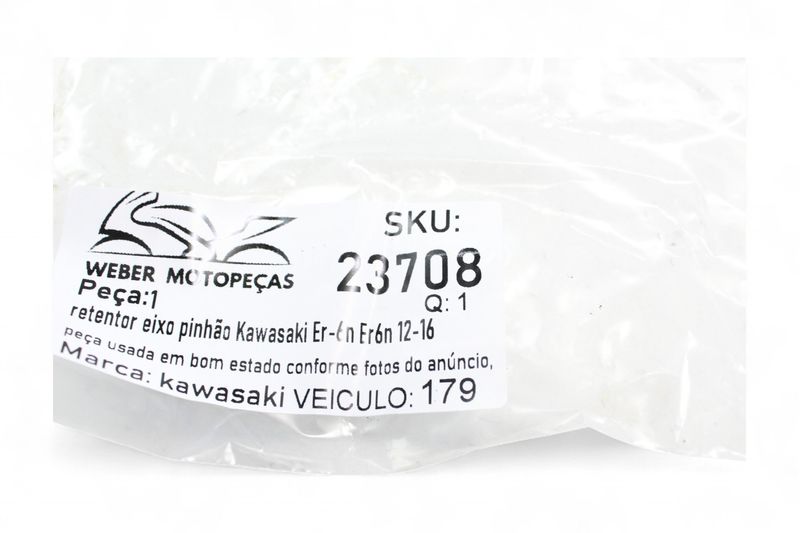 WEBER MOTOPEÇAS
SKU:
23708
Q: 1
Peça:1
retentor eixo pinhão Kawasaki Er-6n Er6n 12-16
peça usada em bom estado conforme fotos do anúncio,
Marca: kawasaki VEICULO: 179